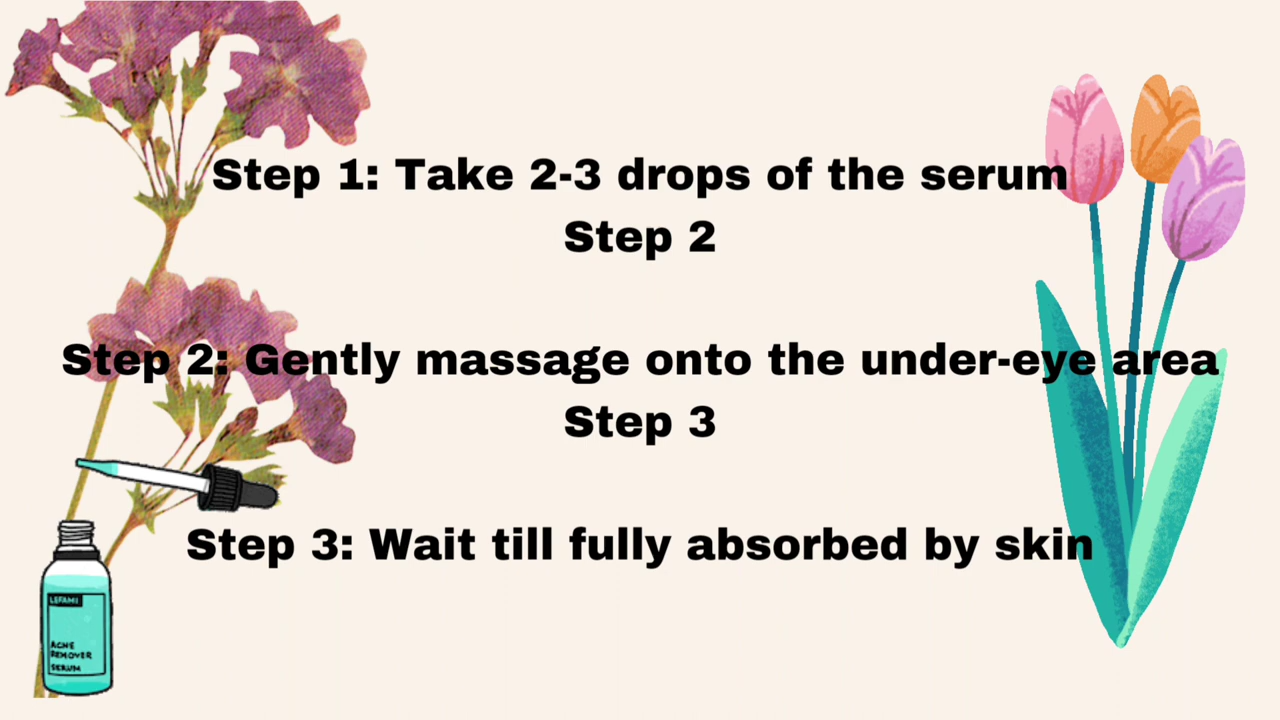 Step 1: Take 2-3 drops of the serum
Step 2
Step 2: Gently massage onto the under-eye area
Step 3
Step 3: Wait till fully absorbed by skin
LEFAMI
ACNE
REMOVER
SERUM